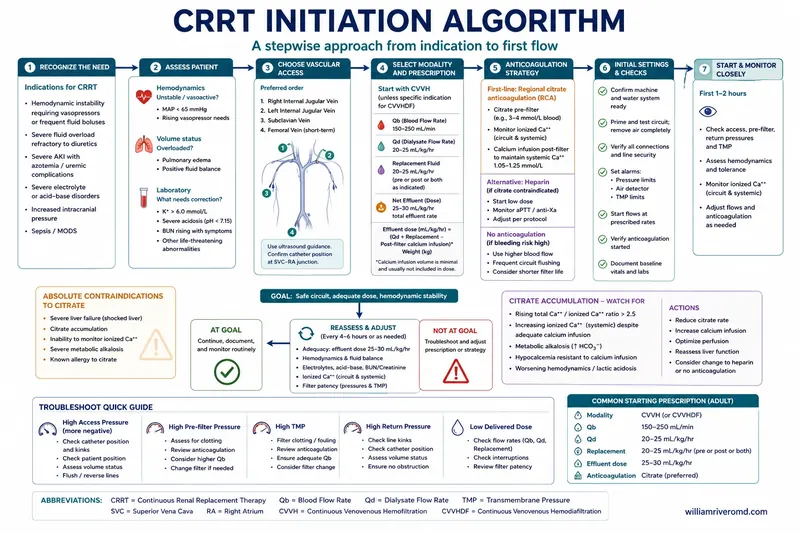 CRRT INITIATION ALGORITHM
A stepwise approach from indication to first flow
1 RECOGNIZE THE NEED
Indications for CRRT
• Hemodynamic instability
requiring vasopressors
or frequent fluid boluses
• Severe fluid overload
refractory to diuretics
• Severe AKI with
azotemia / uremic
complications
• Severe electrolyte
or acid–base disorders
• Increased intracranial
pressure
• Sepsis / MODS
2 ASSESS PATIENT
Hemodynamics
Unstable / vasoactive?
• MAP < 65 mmHg
• Rising vasopressor needs
Volume status
Overloaded?
• Pulmonary edema
• Positive fluid balance
Laboratory
What needs correction?
• K⁺ > 6.0 mmol/L
• Severe acidosis (pH < 7.15)
• BUN rising with symptoms
• Other life-threatening
abnormalities
3 CHOOSE VASCULAR
ACCESS
Preferred order
1. Right Internal Jugular Vein
2. Left Internal Jugular Vein
3. Subclavian Vein
4. Femoral Vein (short-term)
1
2
3
4
Use ultrasound guidance.
Confirm catheter position
at SVC–RA junction.
4 SELECT MODALITY
AND PRESCRIPTION
Start with CVVH
(unless specific indication
for CVVHDF)
Qb (Blood Flow Rate)
150–250 mL/min
Qd (Dialysate Flow Rate)
20–25 mL/kg/hr
Replacement Fluid
20–25 mL/kg/hr
(pre or post or both
as indicated)
Net Effluent (Dose)
25–30 mL/kg/hr
total effluent rate
Effluent dose (mL/kg/hr) =
(Qd + Replacement –
Post-filter calcium infusion)*
Weight (kg)
*Calcium infusion volume is minimal
and usually not included in dose.
5 ANTICOAGULATION
STRATEGY
First-line: Regional citrate
anticoagulation (RCA)
• Citrate pre-filter
(e.g., 3–4 mmol/L blood)
• Monitor ionized Ca⁺⁺
(circuit & systemic)
• Calcium infusion post-filter
to maintain systemic Ca⁺⁺
1.05–1.25 mmol/L
Alternative: Heparin
(if citrate contraindicated)
• Start low dose
• Monitor aPTT / anti-Xa
• Adjust per protocol
No anticoagulation
(if bleeding risk high)
• Use higher blood flow
• Frequent circuit flushing
• Consider shorter filter life
6 INITIAL SETTINGS
& CHECKS
Confirm machine
and water system ready
Prime and test circuit;
remove air completely
Verify all connections
and line security
Set alarms:
• Pressure limits
• Air detector
• TMP limits
Start flows at
prescribed rates
Verify anticoagulation
started
Document baseline
vitals and labs
7 START & MONITOR
CLOSELY
First 1–2 hours
• Check access, pre-filter,
return pressures
and TMP
• Assess hemodynamics
and tolerance
• Monitor ionized Ca⁺⁺
(circuit & systemic)
• Adjust flows and
anticoagulation
as needed
ABSOLUTE CONTRAINDICATIONS
TO CITRATE
• Severe liver failure (shocked liver)
• Citrate accumulation
• Inability to monitor ionized Ca⁺⁺
• Severe metabolic alkalosis
• Known allergy to citrate
GOAL: Safe circuit, adequate dose, hemodynamic stability
AT GOAL
Continue, document,
and monitor routinely
REASSESS & ADJUST
(Every 4–6 hours or as needed)
• Adequacy: effluent dose 25–30 mL/kg/hr
• Hemodynamics & fluid balance
• Electrolytes, acid–base, BUN/Creatinine
• Ionized Ca⁺⁺ (circuit & systemic)
• Filter patency (pressures & TMP)
NOT AT GOAL
Troubleshoot and adjust
prescription or strategy
CITRATE ACCUMULATION – WATCH FOR
• Rising total Ca⁺⁺ / ionized Ca⁺⁺ ratio > 2.5
• Increasing ionized Ca⁺⁺ (systemic) despite
adequate calcium infusion
• Metabolic alkalosis (↑ HCO₃⁻)
• Hypocalcemia resistant to calcium infusion
• Worsening hemodynamics / lactic acidosis
ACTIONS
• Reduce citrate rate
• Increase calcium infusion
• Optimize perfusion
• Reassess liver function
• Consider change to heparin
or no anticoagulation
TROUBLESHOOT QUICK GUIDE
High Access Pressure
(more negative)
• Check catheter position
and kinks
• Check patient position
• Assess volume status
• Flush / reverse lines
High Pre-filter Pressure
• Assess for clotting
• Review anticoagulation
• Consider higher Qb
• Change filter if needed
High TMP
• Filter clotting / fouling
• Review anticoagulation
• Ensure adequate Qb
• Consider filter change
High Return Pressure
• Check line kinks
• Check catheter position
• Assess volume status
• Ensure no obstruction
Low Delivered Dose
• Check flow rates (Qb, Qd,
Replacement)
• Check interruptions
• Review filter patency
COMMON STARTING PRESCRIPTION (ADULT)
Modality CVVH (or CVVHDF)
Qb 150–250 mL/min
Qd 20–25 mL/kg/hr
Replacement 20–25 mL/kg/hr (pre or post or both)
Effluent dose 25–30 mL/kg/hr
Anticoagulation Citrate (preferred)
ABBREVIATIONS: CRRT = Continuous Renal Replacement Therapy Qb = Blood Flow Rate Qd = Dialysate Flow Rate TMP = Transmembrane Pressure
SVC = Superior Vena Cava RA = Right Atrium CVVH = Continuous Venovenous Hemofiltration CVVHDF = Continuous Venovenous Hemodiafiltration
williamriveromd.com